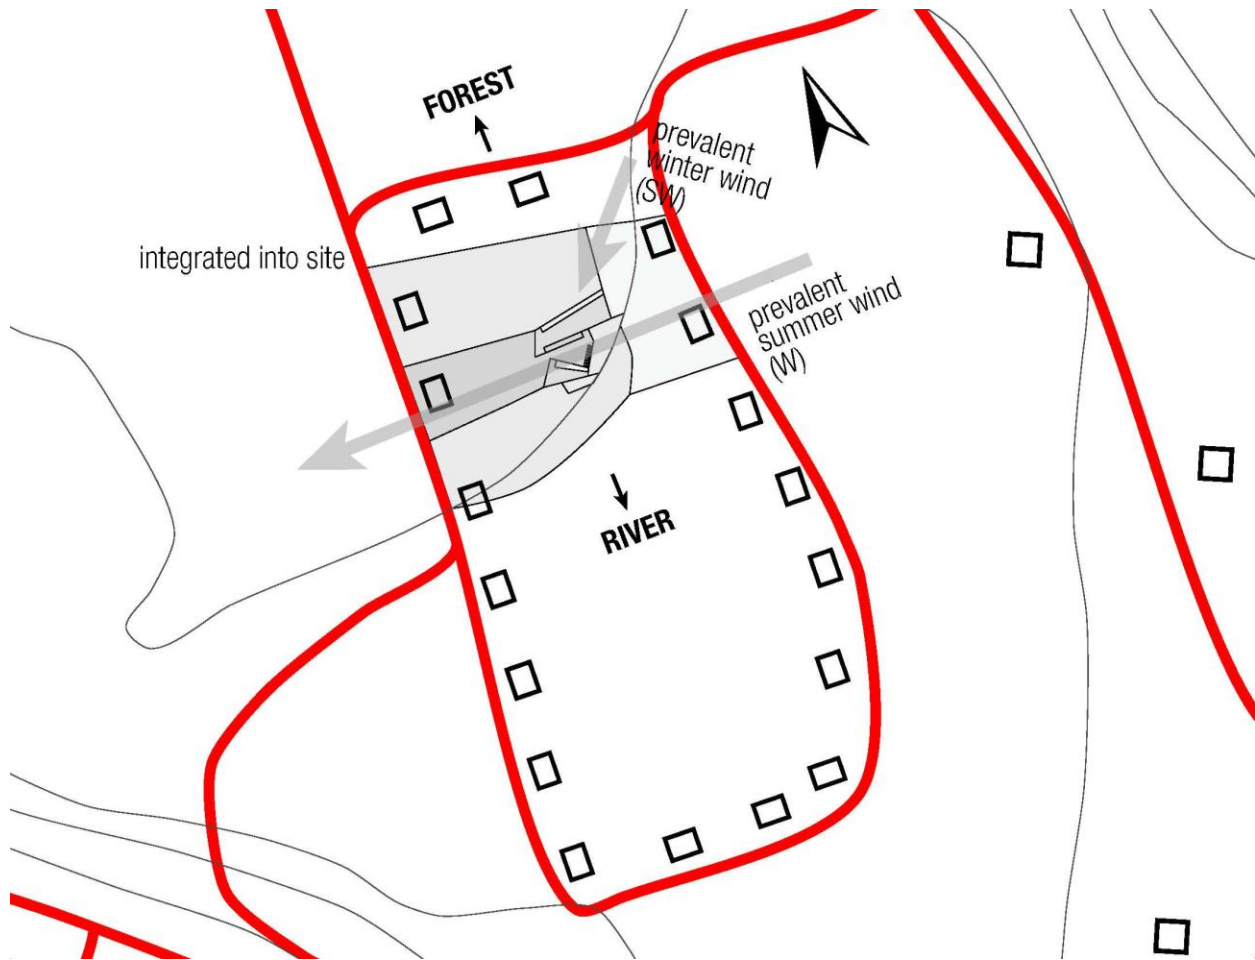 FOREST
prevalent
winter wind
(SW)
integrated into site
prevalent
summer wind
(W)
RIVER